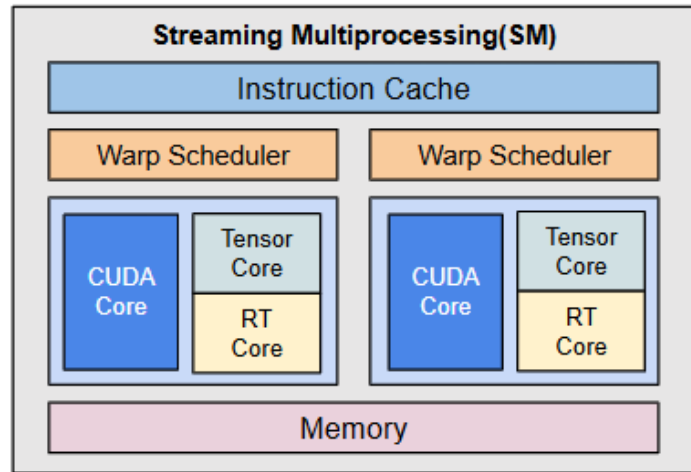 Streaming Multiprocessing(SM)
Instruction Cache
Warp Scheduler
Warp Scheduler
CUDA
Core
Tensor
Core
RT
Core
CUDA
Core
Tensor
Core
RT
Core
Memory